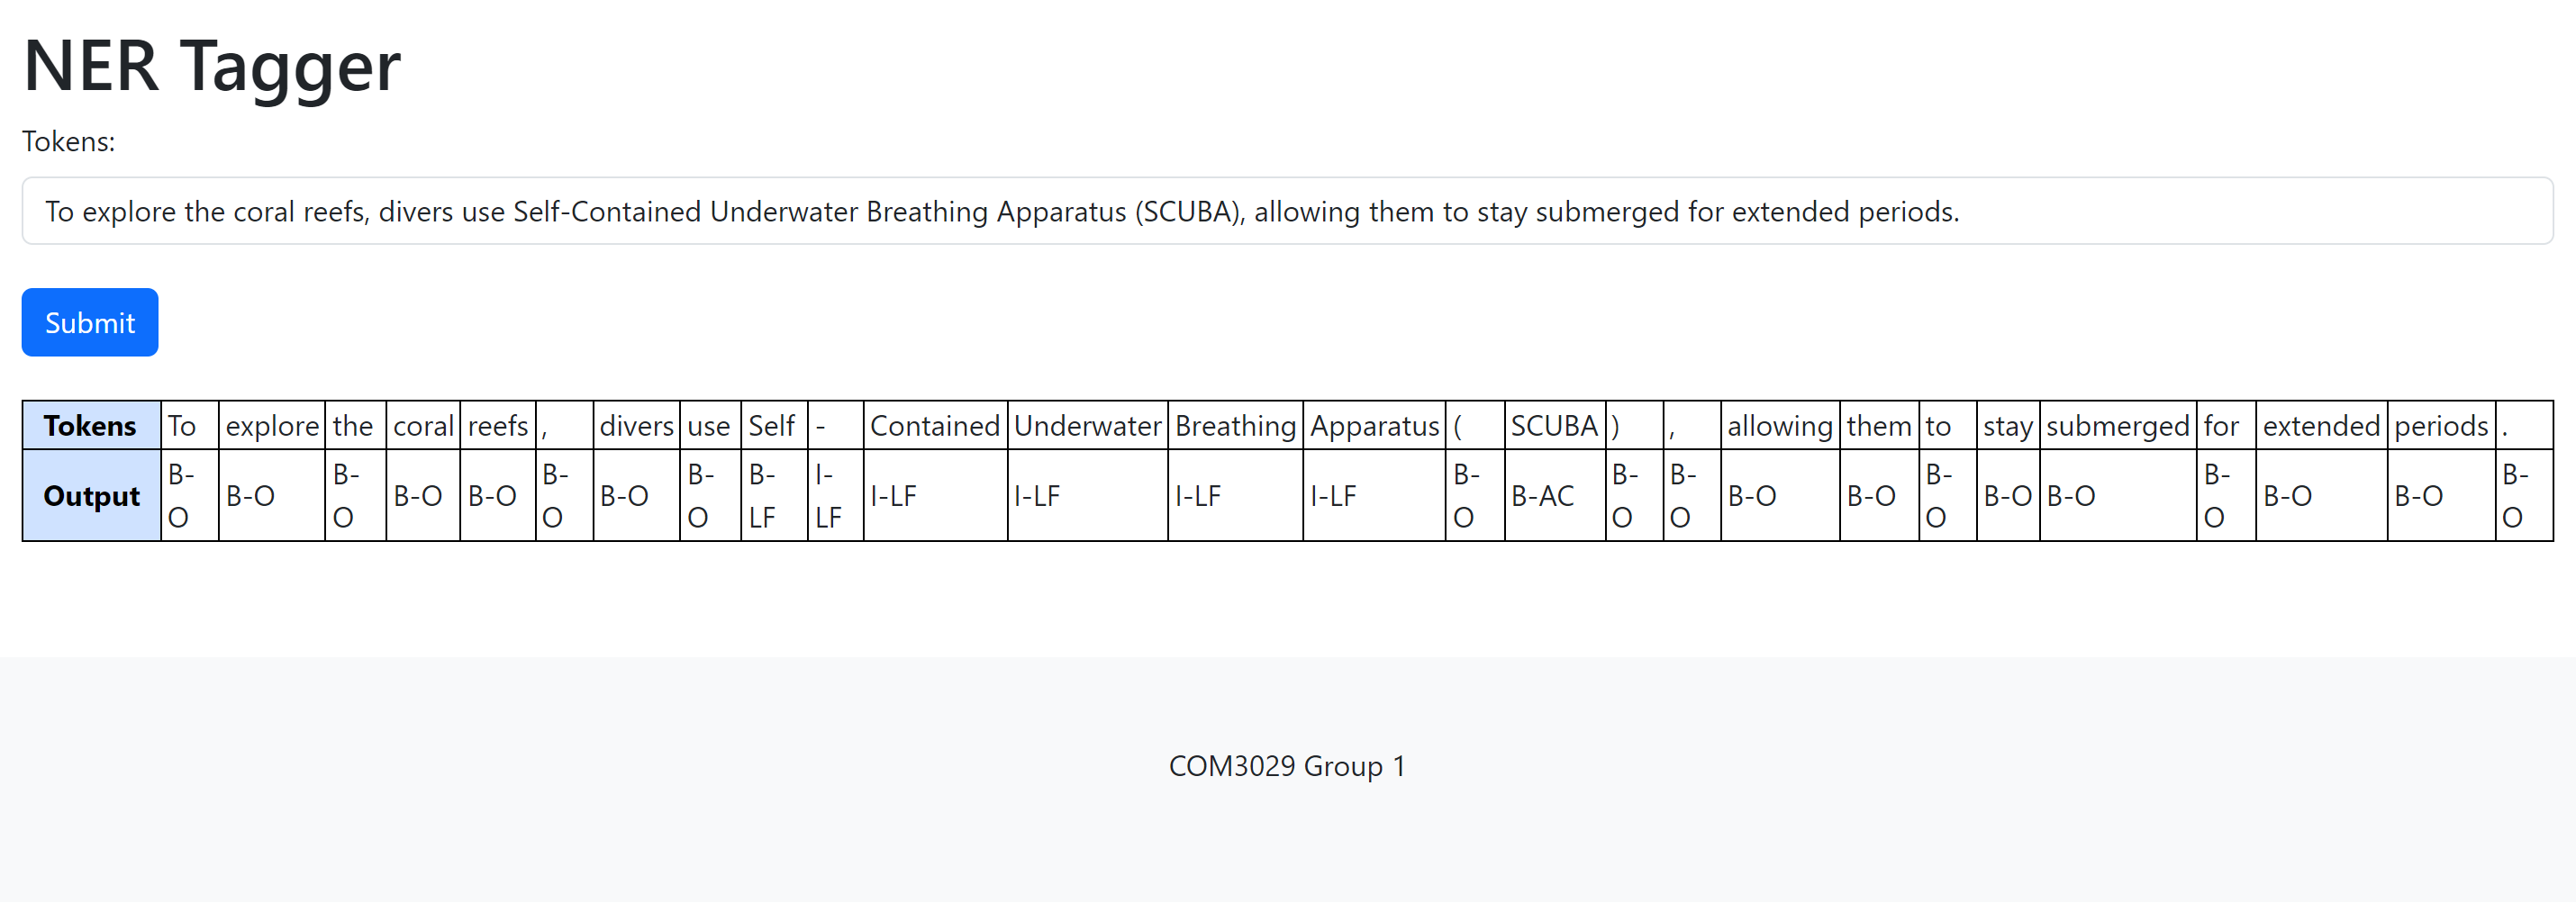 NER Tagger
Tokens:
To explore the coral reefs, divers use Self-Contained Underwater Breathing Apparatus (SCUBA), allowing them to stay submerged for extended periods.
Submit
Tokens To explore the coral reefs , divers use Self - Contained Underwater Breathing Apparatus ( SCUBA ) , allowing them to stay submerged for extended periods .
Output B-O B-O B-O B-O B-O B-O B-O B-O B-LF I-LF I-LF I-LF I-LF I-LF B-O B-AC B-O B-O B-O B-O B-O B-O B-O B-O B-O B-O B-O
COM3029 Group 1